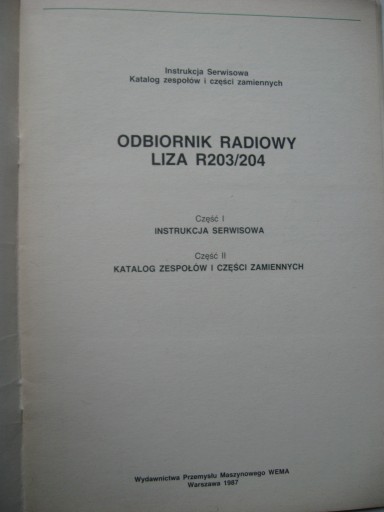 Instrukcja Serwisowa
Katalog zespołów i części zamiennych
ODBIORNIK RADIOWY
LIZA R203/204
Część I
INSTRUKCJA SERWISOWA
Część II
KATALOG ZESPOŁÓW I CZĘŚCI ZAMIENNYCH
Wydawnictwa Przemysłu Maszynowego WEMA
Warszawa 1987